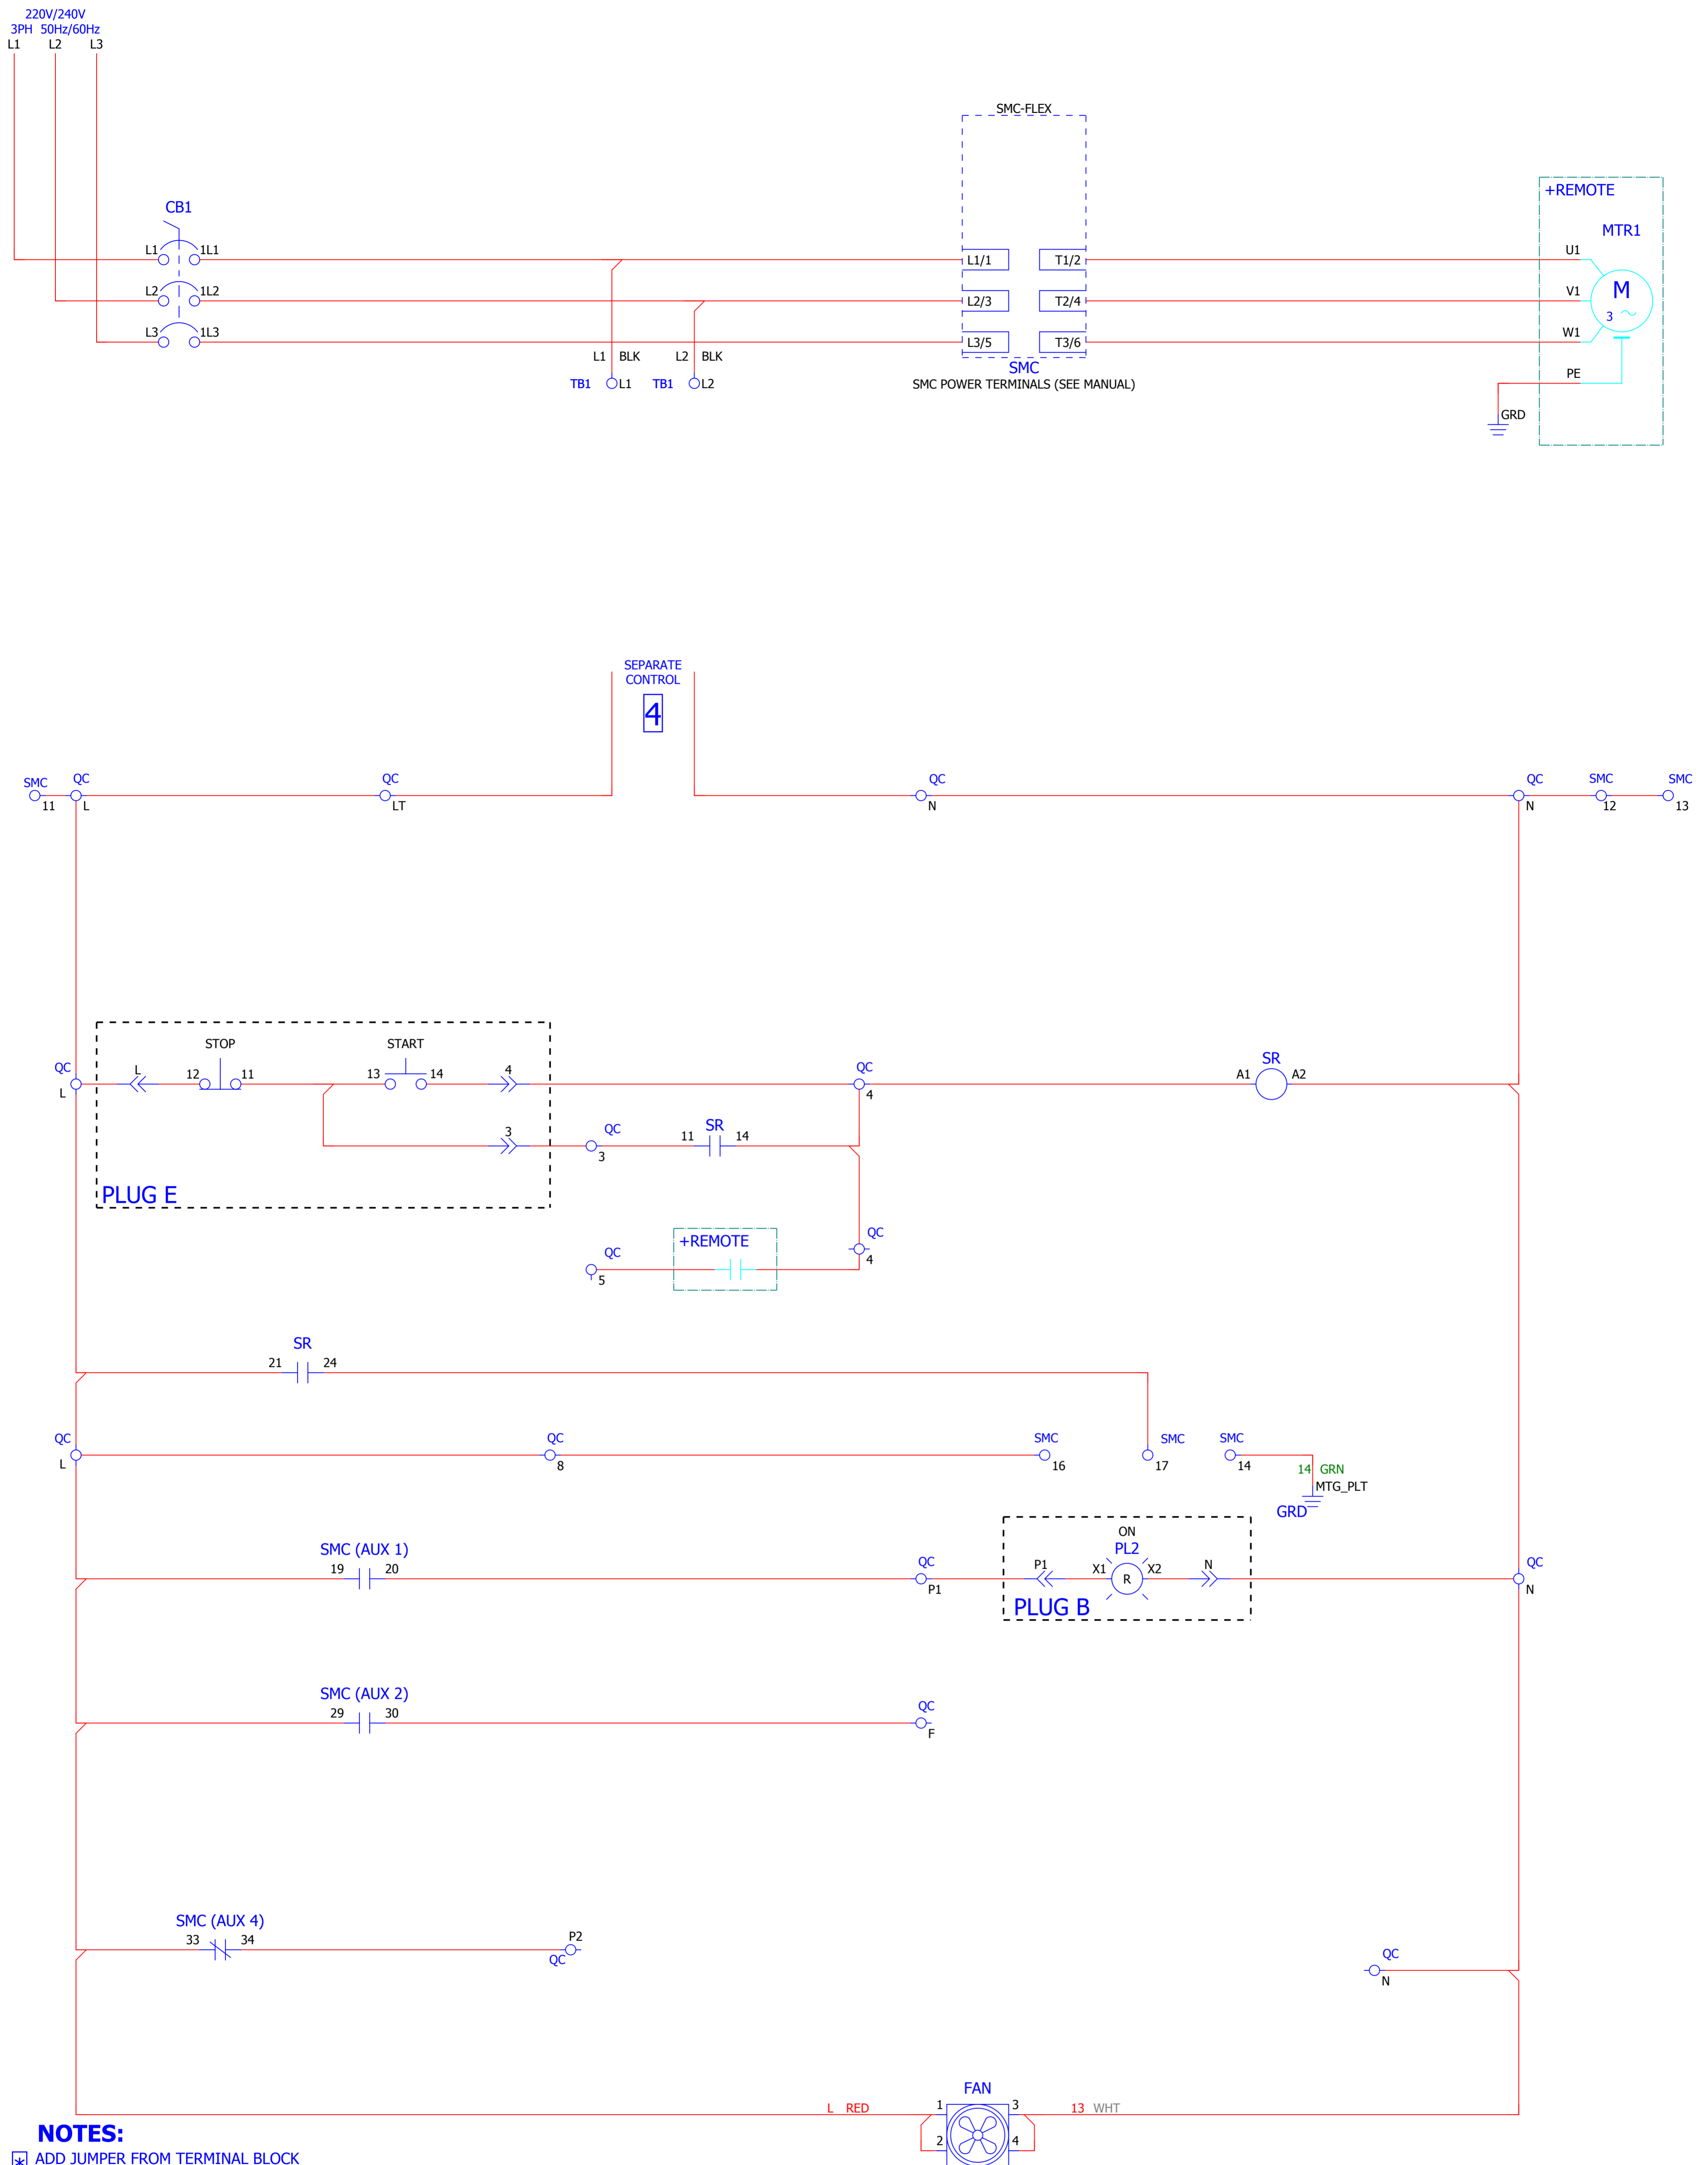 220V/240V
3PH 50Hz/60Hz
L1 L2 L3
SMC-FLEX
+REMOTE
CB1
MTR1
L1 1L1 L1/1 T1/2 U1
L2 1L2 L2/3 T2/4 V1
M
3
L3 1L3 L3/5 T3/6 W1
L1 BLK L2 BLK
SMC
PE
TB1 L1 TB1 L2 SMC POWER TERMINALS (SEE MANUAL)
GRD
SEPARATE
CONTROL
4
SMC QC QC QC QC SMC SMC
11 L LT N N 12 13
STOP START
SR
QC L 12 11 13 14 4 QC A1 A2
L 4
3 QC 11 SR 14
3
PLUG E
+REMOTE QC
QC 4
5
SR
21 24
QC QC SMC SMC SMC
L 8 16 17 14
14 GRN
MTG_PLT
GRD
ON
SMC (AUX 1) PL2
19 20 QC P1 X1 R X2 N QC
P1 N
PLUG B
SMC (AUX 2)
29 30 QC
F
SMC (AUX 4)
33 34 P2
QC QC
N
FAN
L RED 1 3 13 WHT
2 4
NOTES:
* ADD JUMPER FROM TERMINAL BLOCK